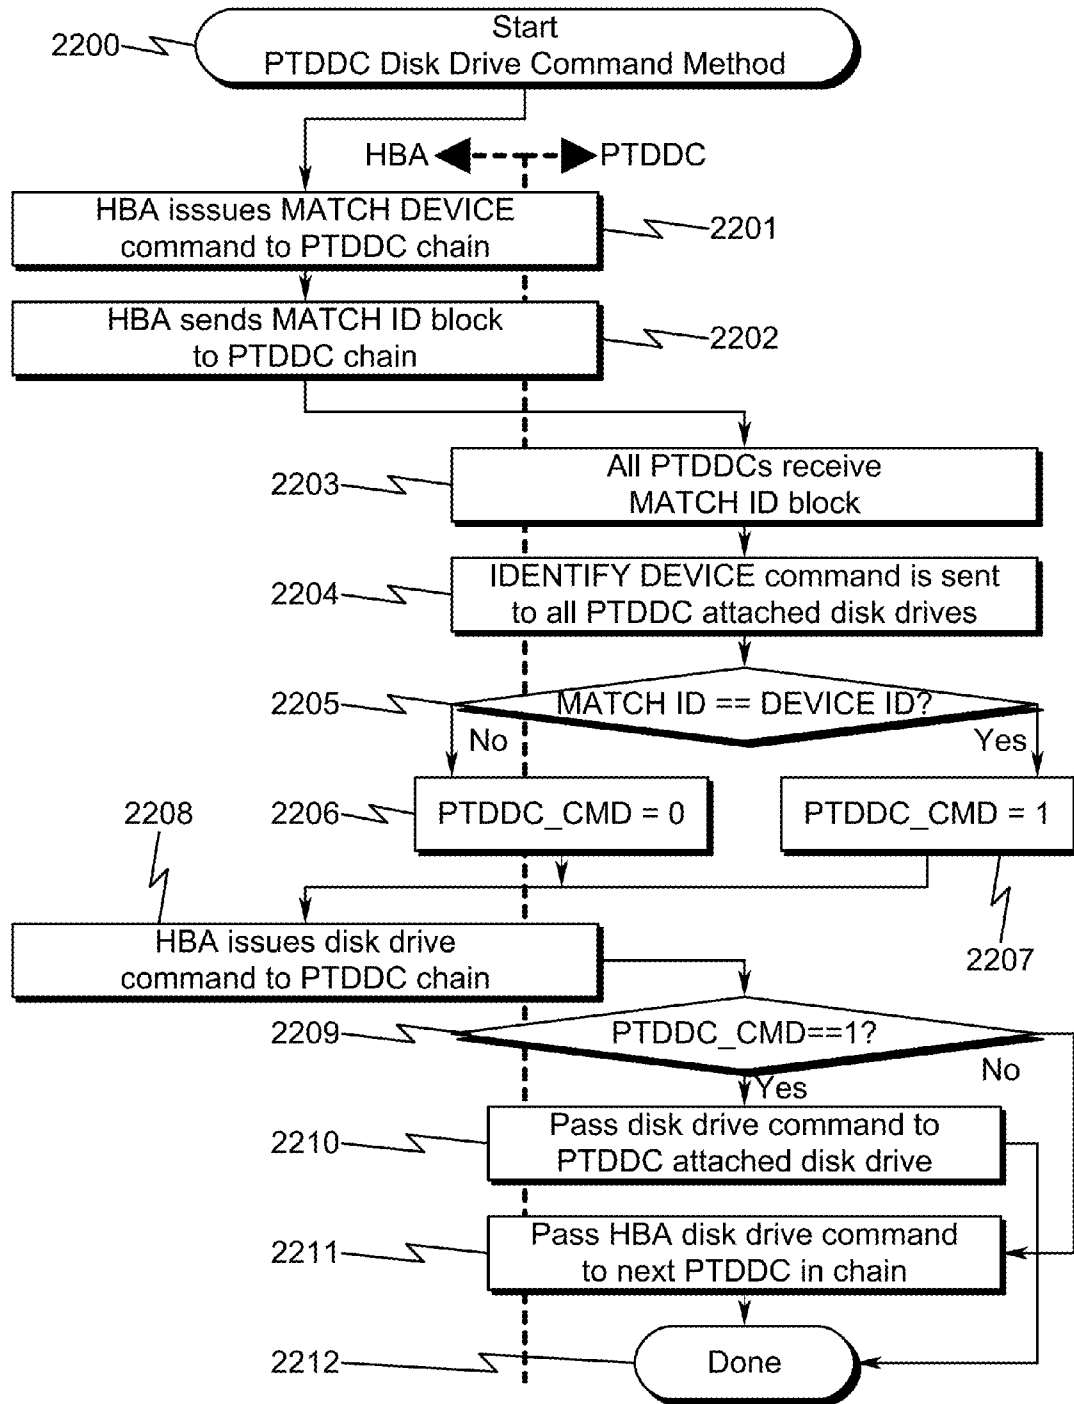 2200
Start
PTDDC Disk Drive Command Method
HBA
PTDDC
HBA isssues MATCH DEVICE
command to PTDDC chain
2201
HBA sends MATCH ID block
to PTDDC chain
2202
2203
All PTDDCs receive
MATCH ID block
2204
IDENTIFY DEVICE command is sent
to all PTDDC attached disk drives
2205
MATCH ID == DEVICE ID?
No
Yes
2206
PTDDC_CMD = 0
PTDDC_CMD = 1
2207
2208
HBA issues disk drive
command to PTDDC chain
2209
PTDDC_CMD==1?
Yes
No
2210
Pass disk drive command to
PTDDC attached disk drive
2211
Pass HBA disk drive command
to next PTDDC in chain
2212
Done